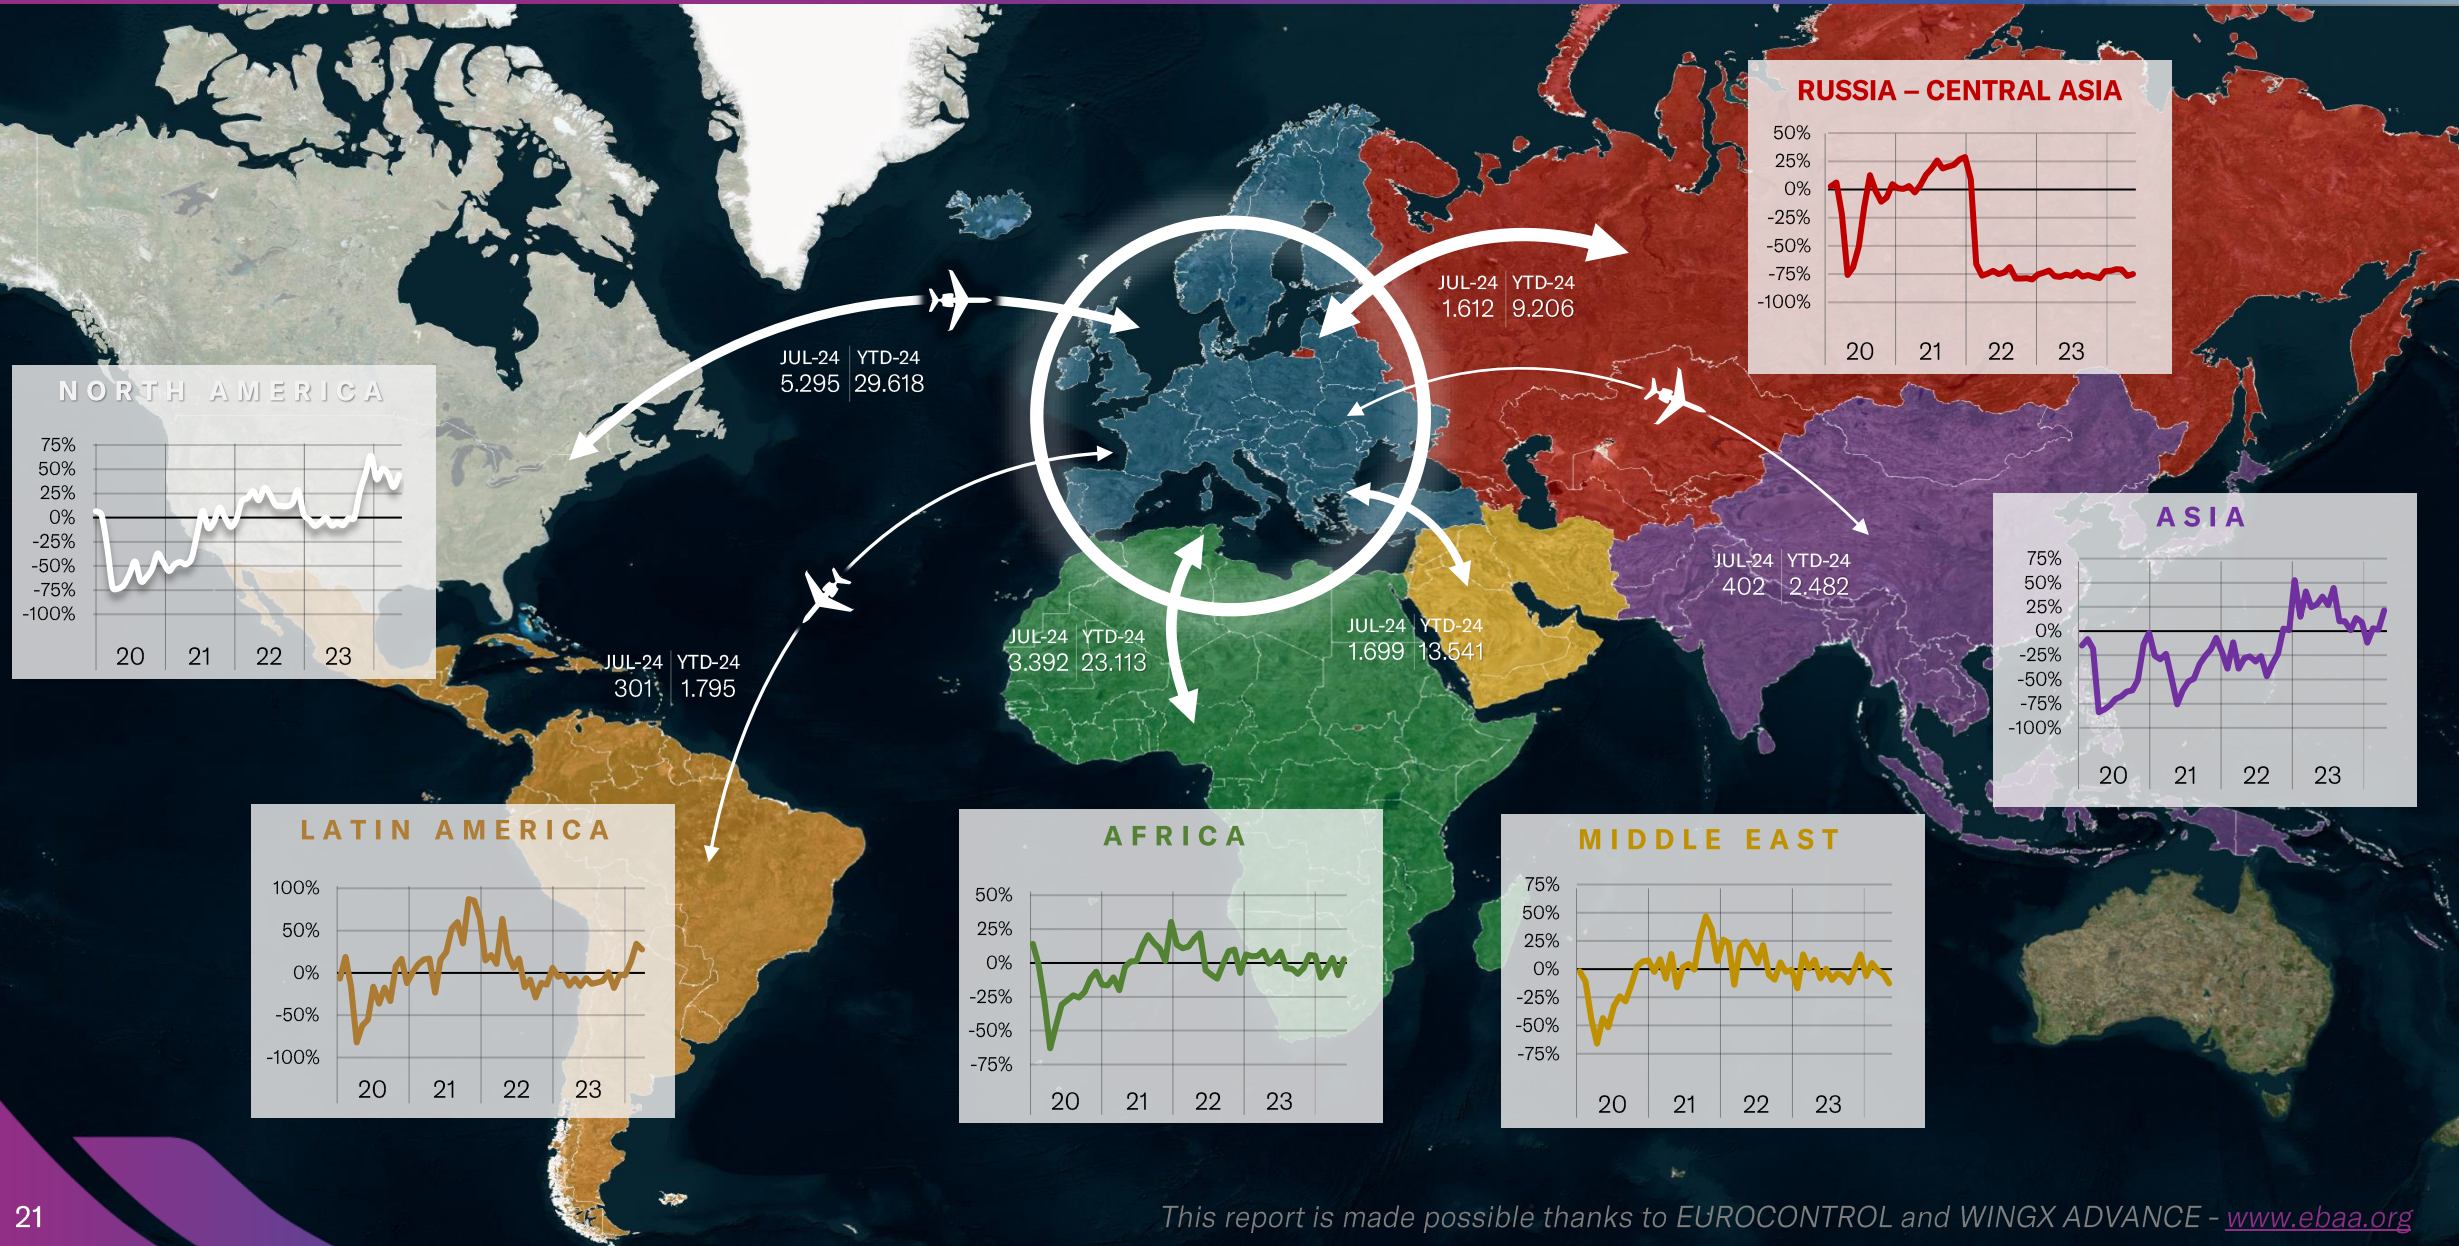 RUSSIA – CENTRAL ASIA
50%
25%
0%
-25%
-50%
-75%
-100%
20 21 22 23
JUL-24 YTD-24
1.612 9.206
JUL-24 YTD-24
5.295 29.618
NORTH AMERICA
75%
50%
25%
0%
-25%
-50%
-75%
-100%
20 21 22 23
ASIA
75%
50%
25%
0%
-25%
-50%
-75%
-100%
20 21 22 23
JUL-24 YTD-24
402 2.482
JUL-24 YTD-24
3.392 23.113
JUL-24 YTD-24
1.699 13.541
JUL-24 YTD-24
301 1.795
LATIN AMERICA
100%
50%
0%
-50%
-100%
20 21 22 23
AFRICA
50%
25%
0%
-25%
-50%
-75%
20 21 22 23
MIDDLE EAST
75%
50%
25%
0%
-25%
-50%
-75%
20 21 22 23
21
This report is made possible thanks to EUROCONTROL and WINGX ADVANCE - www.ebaa.org